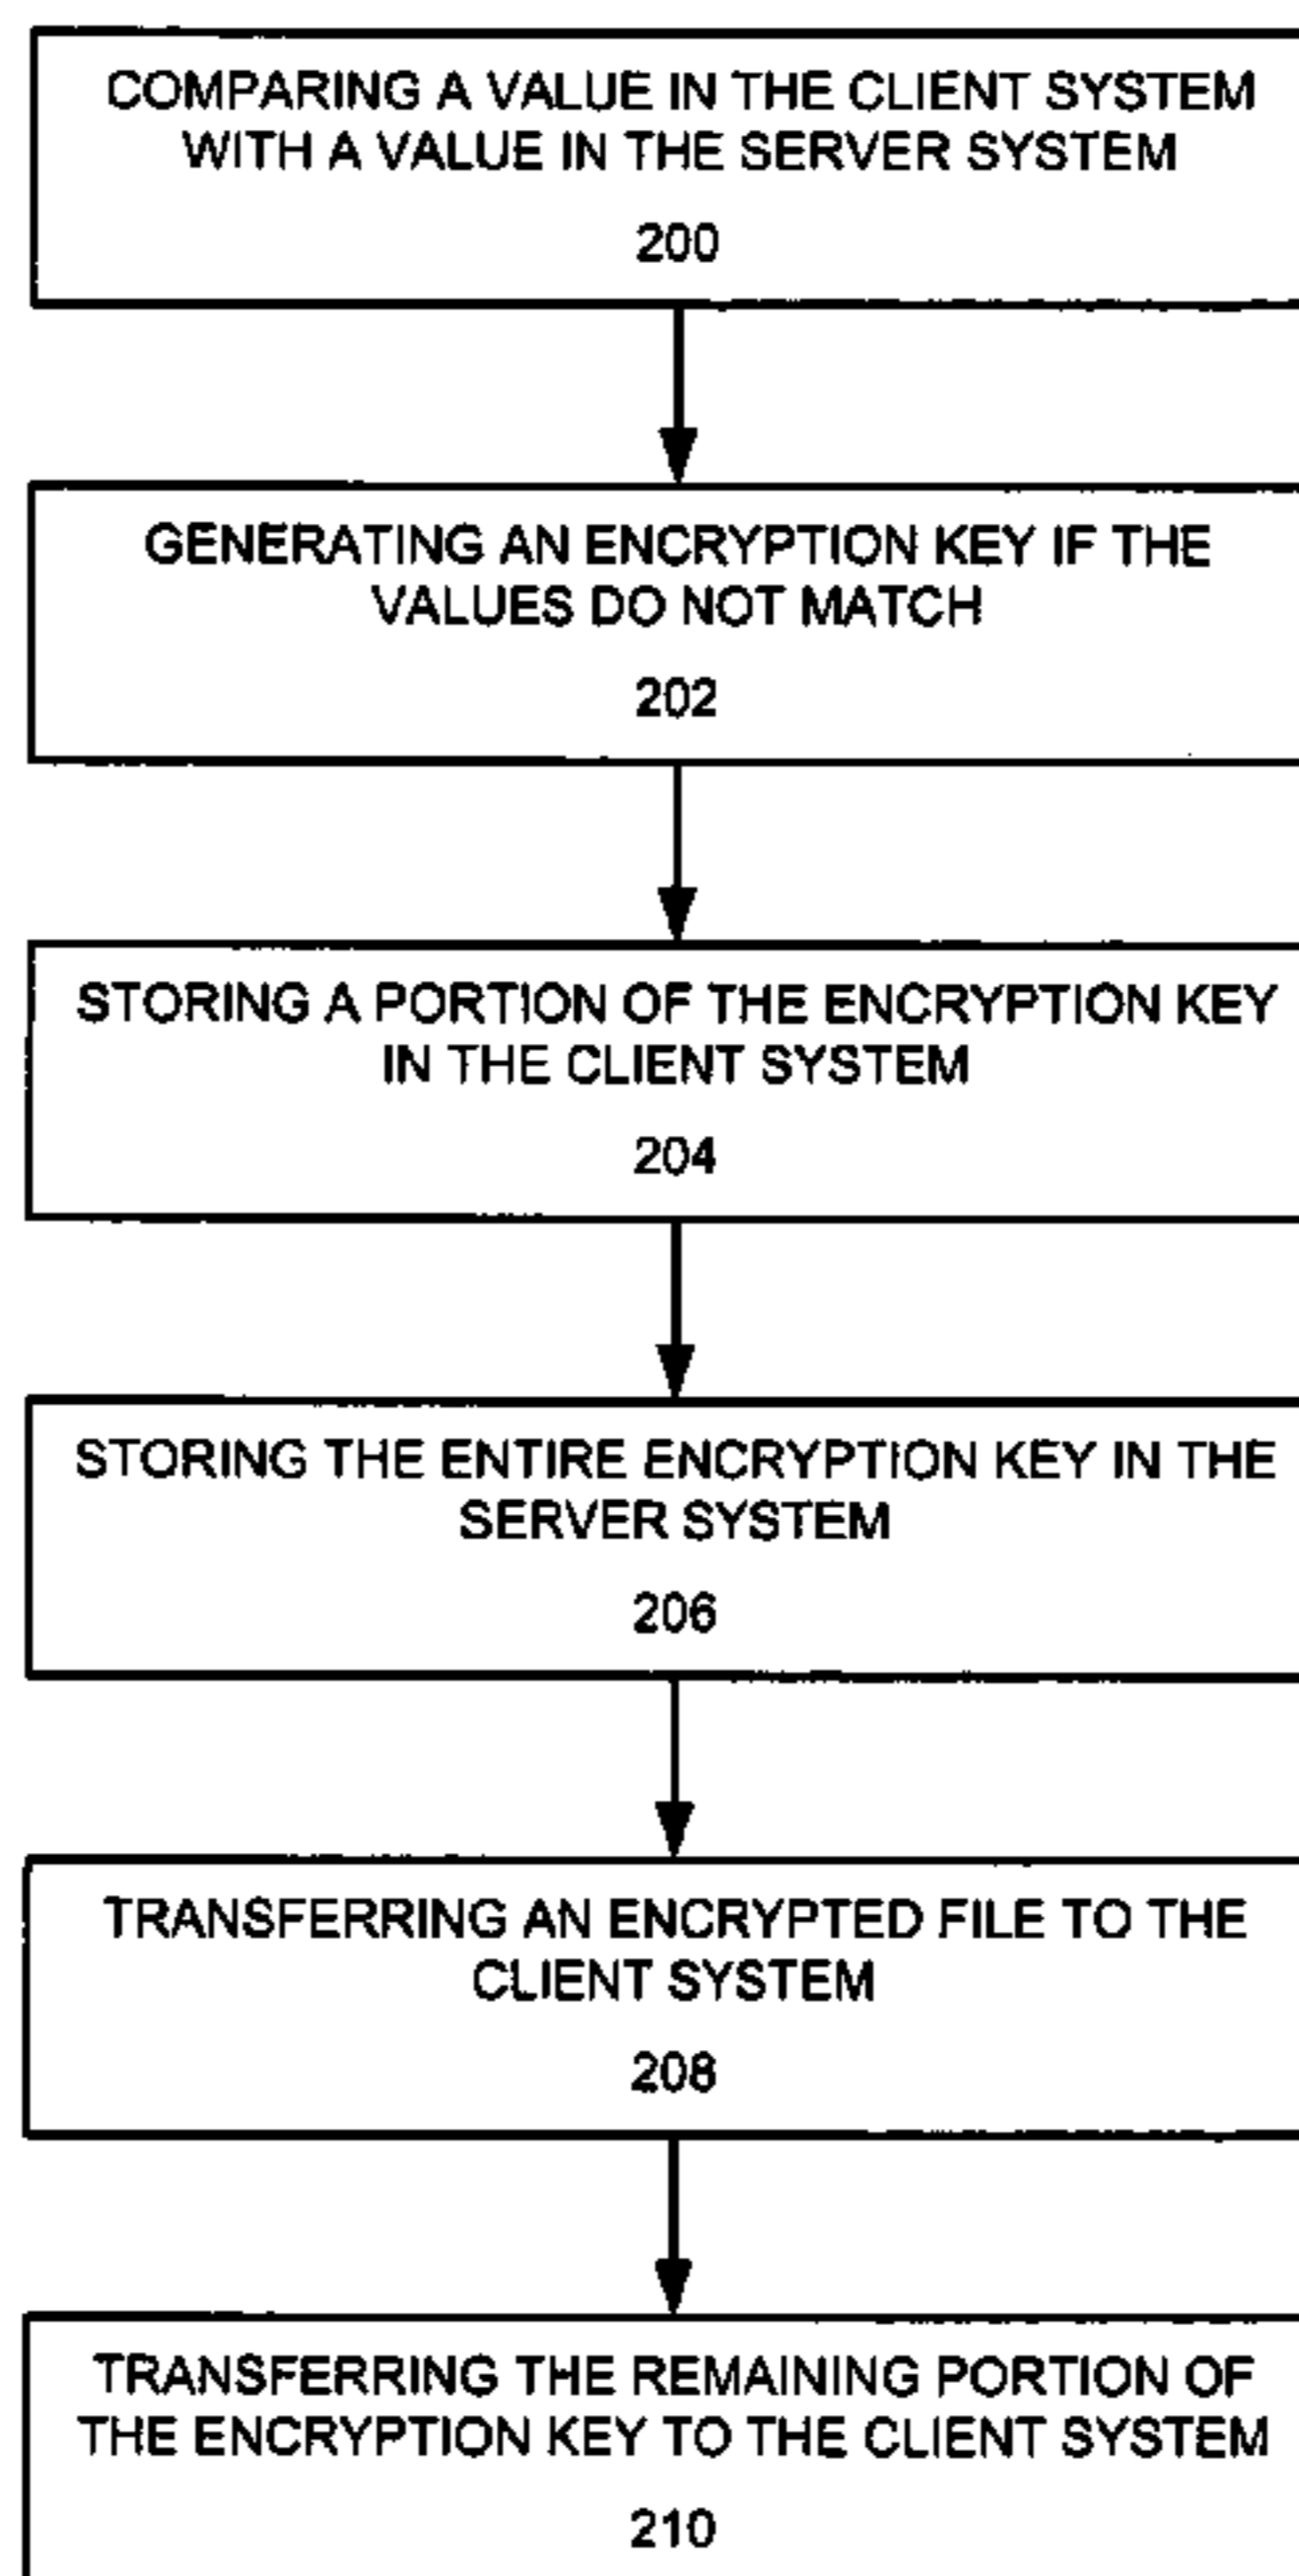 COMPARING A VALUE IN THE CLIENT SYSTEM
WITH A VALUE IN THE SERVER SYSTEM
200
GENERATING AN ENCRYPTION KEY IF THE
VALUES DO NOT MATCH
202
STORING A PORTION OF THE ENCRYPTION KEY
IN THE CLIENT SYSTEM
204
STORING THE ENTIRE ENCRYPTION KEY IN THE
SERVER SYSTEM
206
TRANSFERRING AN ENCRYPTED FILE TO THE
CLIENT SYSTEM
208
TRANSFERRING THE REMAINING PORTION OF
THE ENCRYPTION KEY TO THE CLIENT SYSTEM
210